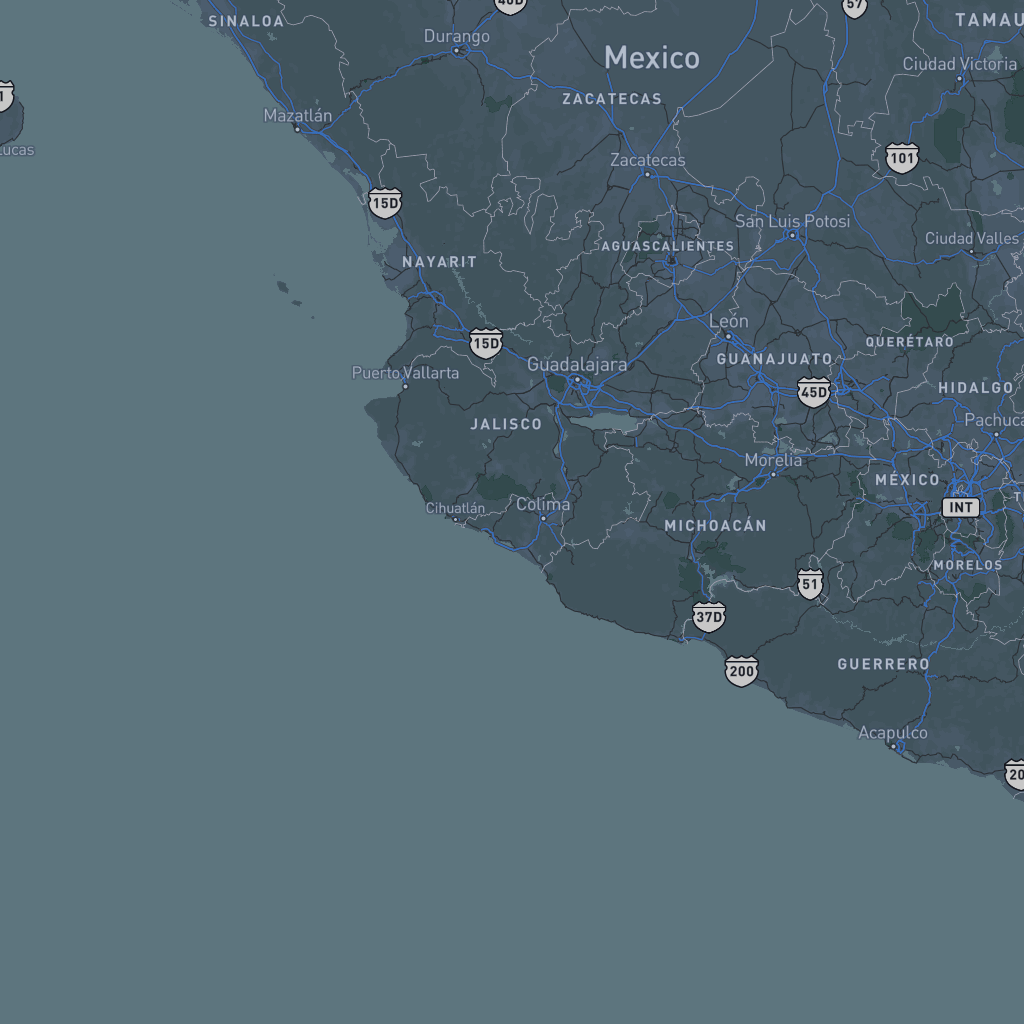 40D
57
SINALOA
TAMAU
Durango
Mexico
Ciudad Victoria
1
ZACATECAS
Mazatlán
Lucas
101
Zacatecas
15D
San Luis Potosi
Ciudad Valles
AGUASCALIENTES
NAYARIT
León
15D
QUERÉTARO
GUANAJUATO
Guadalajara
Puerto Vallarta
HIDALGO
45D
Pachuca
JALISCO
Morelia
MÉXICO
T
Colima
Cihuatlán
INT
MICHOACÁN
MORELOS
51
37D
GUERRERO
200
Acapulco
20